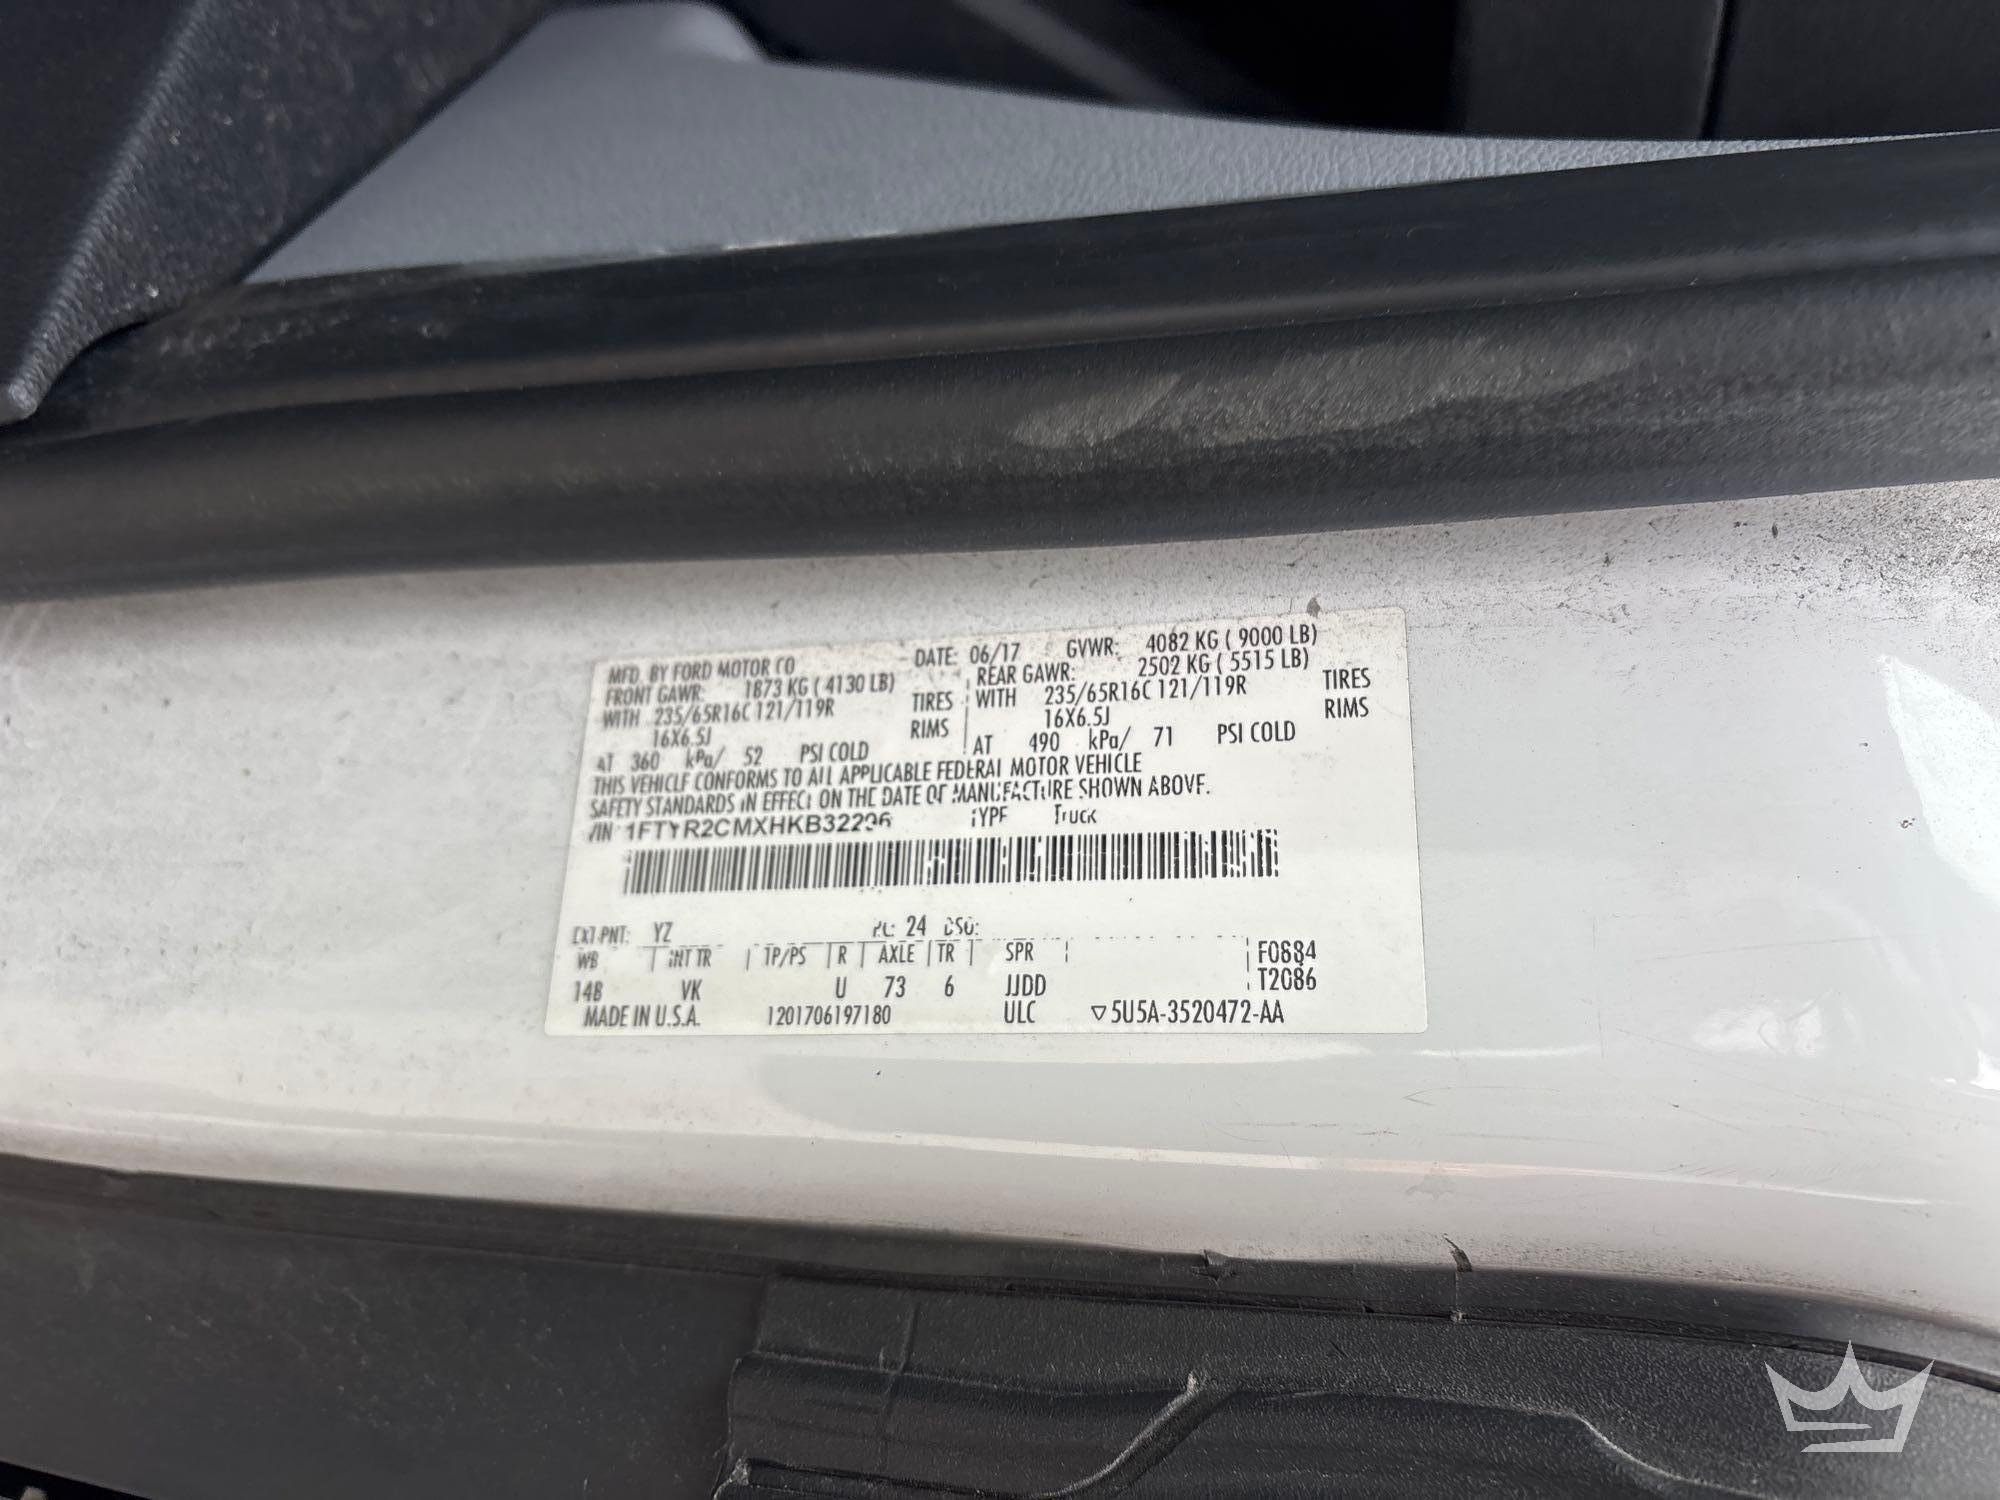 MFD. BY FORD MOTOR CO DATE: 06/17 GVWR: 4082 KG ( 9000 LB)
FRONT GAWR: 1873 KG ( 4130 LB) REAR GAWR: 2502 KG ( 5515 LB)
WITH 235/65R16C 121/119R TIRES WITH 235/65R16C 121/119R TIRES
16X6.5J RIMS 16X6.5J RIMS
AT 360 kPa/ 52 PSI COLD AT 490 kPa/ 71 PSI COLD
THIS VEHICLE CONFORMS TO ALL APPLICABLE FEDERAL MOTOR VEHICLE
SAFETY STANDARDS IN EFFECT ON THE DATE OF MANUFACTURE SHOWN ABOVE.
VIN TYPE Truck
EXT PNT: YZ 24 DSO:
WB INT TR TP/PS R AXLE TR SPR F0884
148 VK U 73 6 JJDD T2086
MADE IN U.S.A. 1201706197180 ULC ▽5U5A-3520472-AA